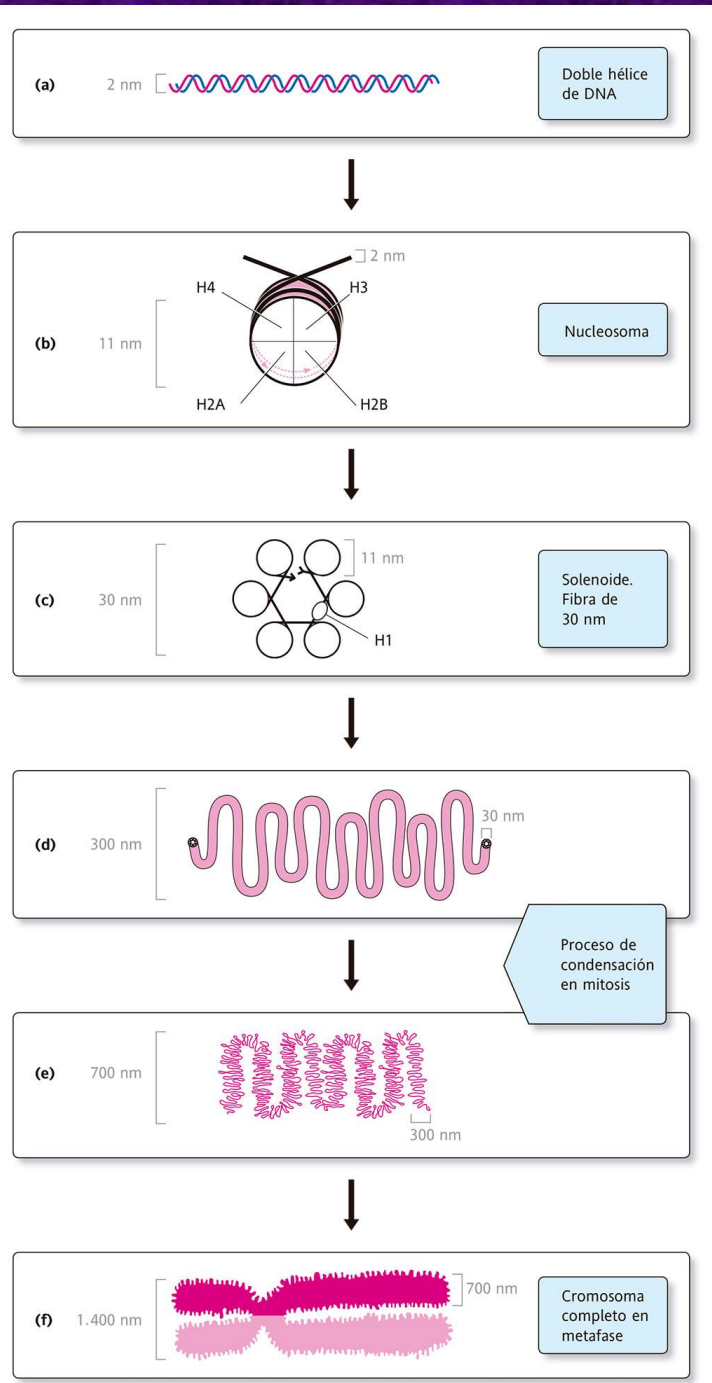 (a)
2 nm
Doble hélice
de DNA
2 nm
H4
H3
(b)
11 nm
Nucleosoma
H2A
H2B
11 nm
(c)
30 nm
Solenoide.
Fibra de
30 nm
H1
30 nm
(d)
300 nm
Proceso de
condensación
en mitosis
(e)
700 nm
300 nm
700 nm
(f)
1.400 nm
Cromosoma
completo en
metafase